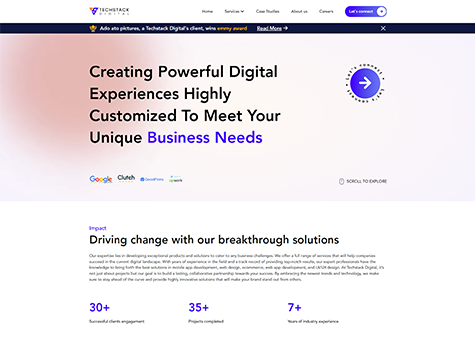 TECHSTACK
DIGITAL
Home Services Case Studies About us Careers Let's connect
Ado ato pictures, a Techstack Digital's client, wins emmy award Read More
Creating Powerful Digital
Experiences Highly
Customized To Meet Your
Unique Business Needs
Let's connect
Let's connect
Google Clutch GoodFirms upwork
SCROLL TO EXPLORE
Impact
Driving change with our breakthrough solutions
Our expertise lies in developing exceptional products and solutions to cater to any business challenges. We offer a full range of services that will help companies
succeed in the current digital landscape. With years of experience in the field and a track record of providing top-notch results, our expert professionals have the
knowledge to bring forth the best solutions in mobile app development, web design, ecommerce, web app development, and UI/UX design. At Techstack Digital, it's
not just about projects but our goal is to build a lasting, collaborative partnership towards your success. By embracing the newest trends and technology, we make
sure to stay ahead of the curve and provide highly innovative solutions that will make your brand stand out from others.
30+ 35+ 7+
Successful clients engagement Projects completed Years of industry experience